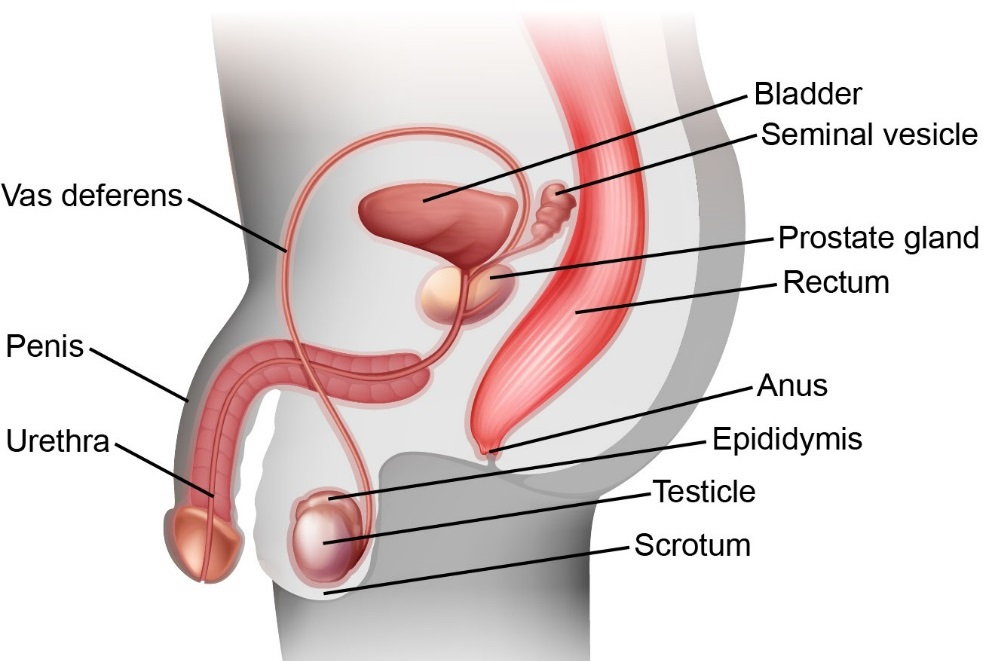 Bladder
Seminal vesicle
Vas deferens
Prostate gland
Rectum
Penis
Anus
Urethra
Epididymis
Testicle
Scrotum